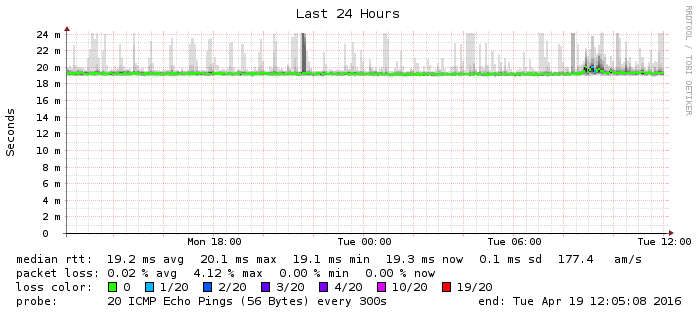 Last 24 Hours
RRDTOOL / TOBI OETIKER
Seconds
24 m
22 m
20 m
18 m
16 m
14 m
12 m
10 m
8 m
6 m
4 m
2 m
0
Mon 18:00 Tue 00:00 Tue 06:00 Tue 12:00
median rtt: 19.2 ms avg 20.1 ms max 19.1 ms min 19.3 ms now 0.1 ms sd 177.4 am/s
packet loss: 0.02 % avg 4.12 % max 0.00 % min 0.00 % now
loss color: 0 1/20 2/20 3/20 4/20 10/20 19/20
probe: 20 ICMP Echo Pings (56 Bytes) every 300s end: Tue Apr 19 12:05:08 2016